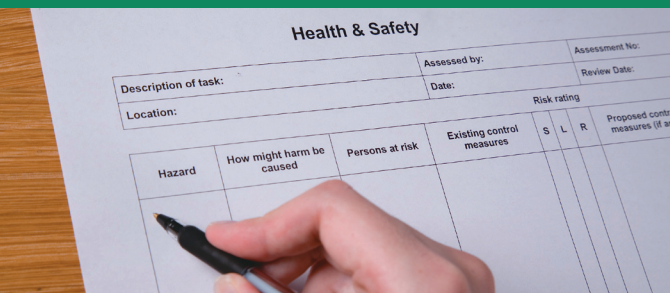 Health & Safety
Description of task:
Assessed by:
Assessment No:
Location:
Date:
Review Date:
Risk rating
Hazard
How might harm be
caused
Persons at risk
Existing control
measures
S
L
R
Proposed
measures (if